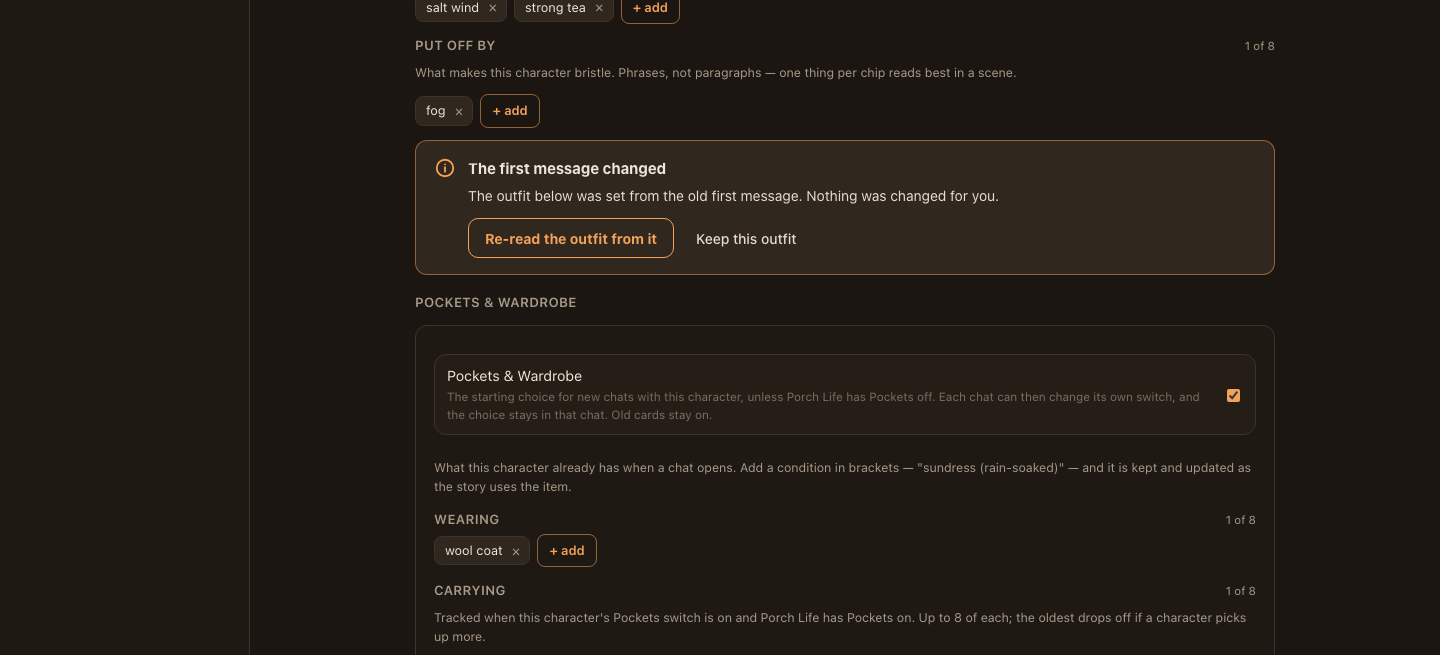 salt wind × strong tea × + add
PUT OFF BY 1 of 8
What makes this character bristle. Phrases, not paragraphs — one thing per chip reads best in a scene.
fog × + add
The first message changed
The outfit below was set from the old first message. Nothing was changed for you.
Re-read the outfit from it Keep this outfit
POCKETS & WARDROBE
Pockets & Wardrobe
The starting choice for new chats with this character, unless Porch Life has Pockets off. Each chat can then change its own switch, and
the choice stays in that chat. Old cards stay on.
What this character already has when a chat opens. Add a condition in brackets — "sundress (rain-soaked)" — and it is kept and updated as
the story uses the item.
WEARING 1 of 8
wool coat × + add
CARRYING 1 of 8
Tracked when this character's Pockets switch is on and Porch Life has Pockets on. Up to 8 of each; the oldest drops off if a character picks
up more.